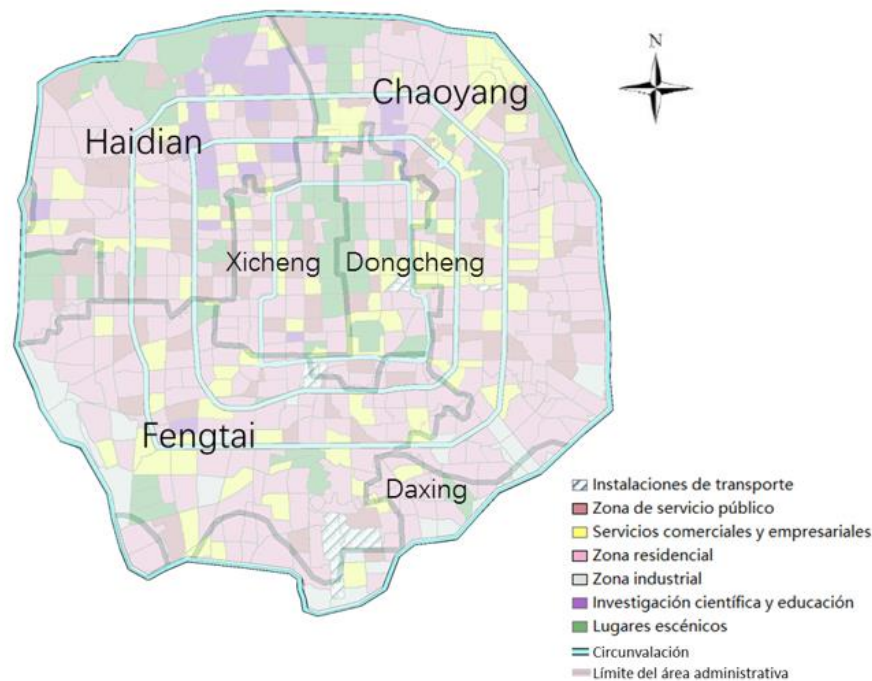 N
Chaoyang
Haidian
Xicheng
Dongcheng
Fengtai
Daxing
Instalaciones de transporte
Zona de servicio público
Servicios comerciales y empresariales
Zona residencial
Zona industrial
Investigación científica y educación
Lugares escénicos
Circunvalación
Límite del área administrativa